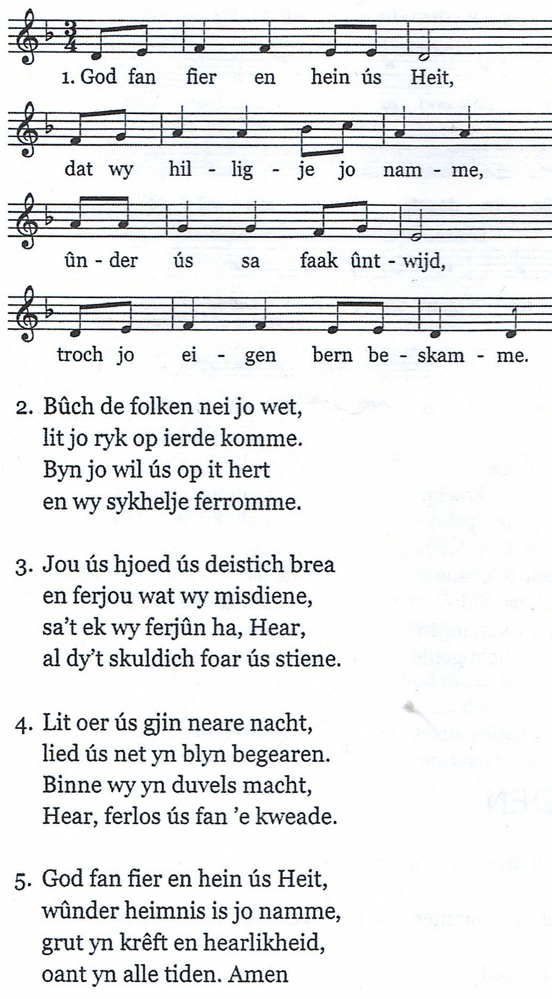 3
4
1. God fan fier en hein ús Heit,
dat wy hil - lig - je jo nam - me,
ûn - der ús sa faak ûnt - wijd,
troch jo ei - gen bern be - skam - me.
2. Bûch de folken nei jo wet,
lit jo ryk op ierde komme.
Byn jo wil ús op it hert
en wy sykhelje ferromme.
3. Jou ús hjoed ús deistich brea
en ferjou wat wy misdiene,
sa't ek wy ferjûn ha, Hear,
al dy't skuldich foar ús stiene.
4. Lit oer ús gjin neare nacht,
lied ús net yn blyn begearen.
Binne wy yn duvels macht,
Hear, ferlos ús fan 'e kweade.
5. God fan fier en hein ús Heit,
wûnder heimnis is jo namme,
grut yn krêft en hearlikheid,
oant yn alle tiden. Amen